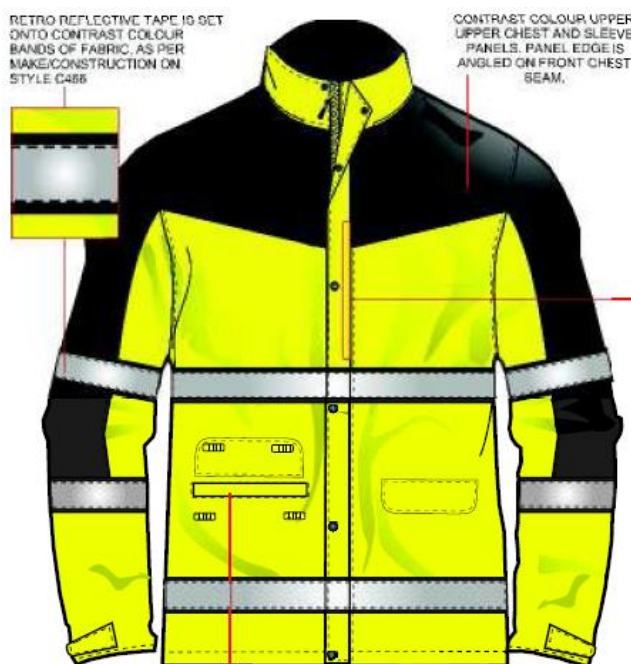 RETRO REFLECTIVE TAPE IS SET
ONTO CONTRAST COLOUR
BANDS OF FABRIC, AS PER
MAKE/CONSTRUCTION ON
STYLE C466
CONTRAST COLOUR UPPER
UPPER CHEST AND SLEEVE
PANELS. PANEL EDGE IS
ANGLED ON FRONT CHEST
SEAM.